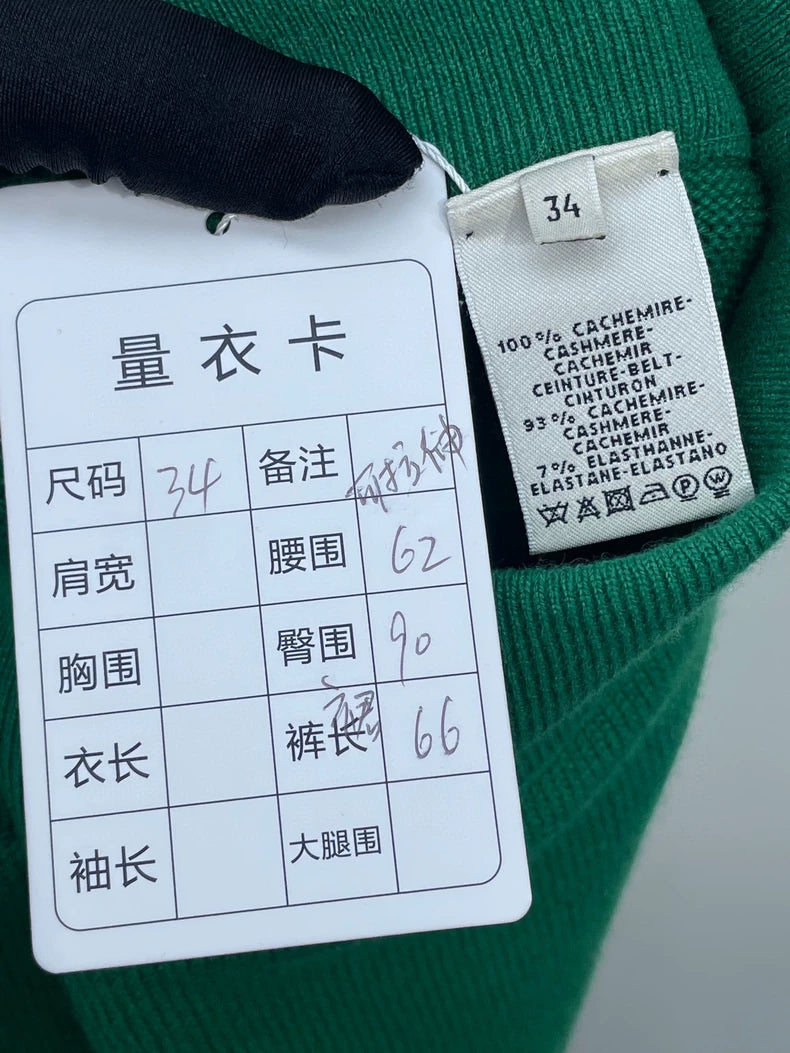 量衣卡
尺码 34 备注 可拉伸
肩宽 腰围 62
胸围 臀围 90
衣长 裤长 裙 66
袖长 大腿围
34
100% CACHEMIRE-
CASHMERE-
CACHEMIR
CEINTURE-BELT-
CINTURON
93% CACHEMIRE-
CASHMERE-
CACHEMIR
7% ELASTHANNE-
ELASTANE-ELASTANO
P W